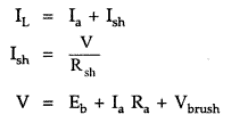 I_L = I_a + I_sh
I_sh = V / R_sh
V = E_b + I_a R_a + V_brush